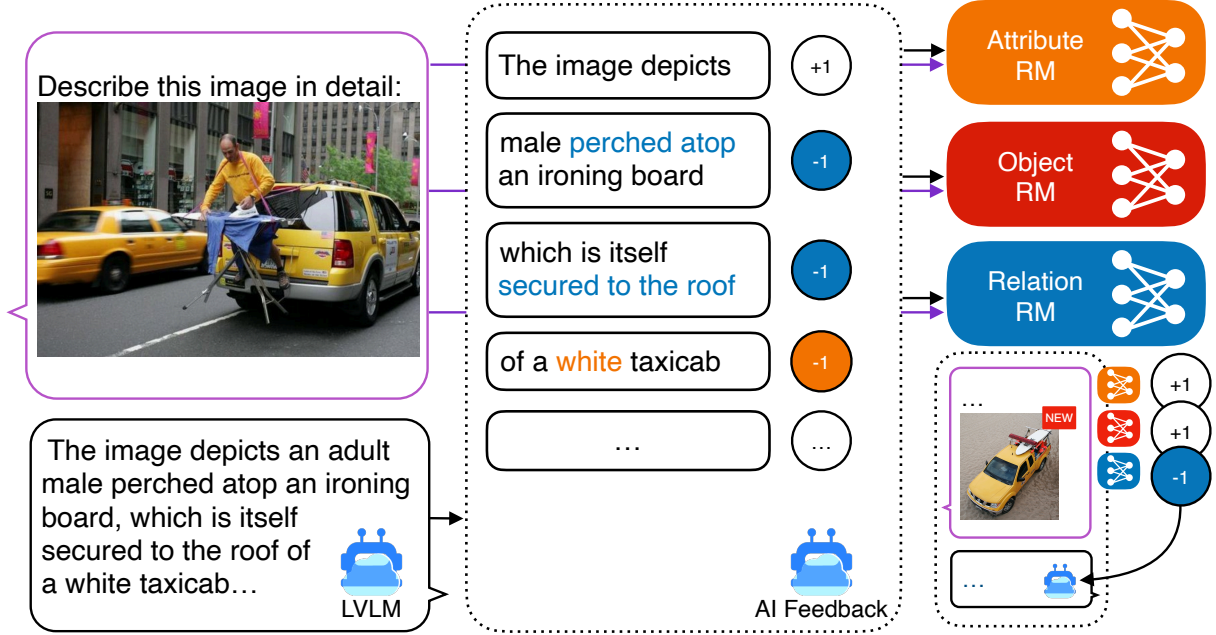 Describe this image in detail:
The image depicts an adult
male perched atop an ironing
board, which is itself
secured to the roof of
a white taxicab…
LVLM
The image depicts
+1
male perched atop
an ironing board
-1
which is itself
secured to the roof
-1
of a white taxicab
-1
…
…
AI Feedback
Attribute
RM
Object
RM
Relation
RM
…
NEW
+1
+1
-1
…